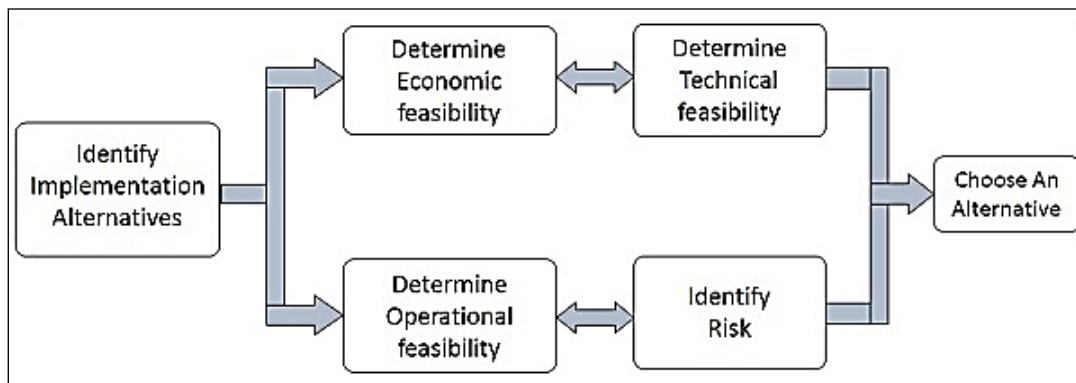 Identify
Implementation
Alternatives
Determine
Economic
feasibility
Determine
Technical
feasibility
Determine
Operational
feasibility
Identify
Risk
Choose An
Alternative